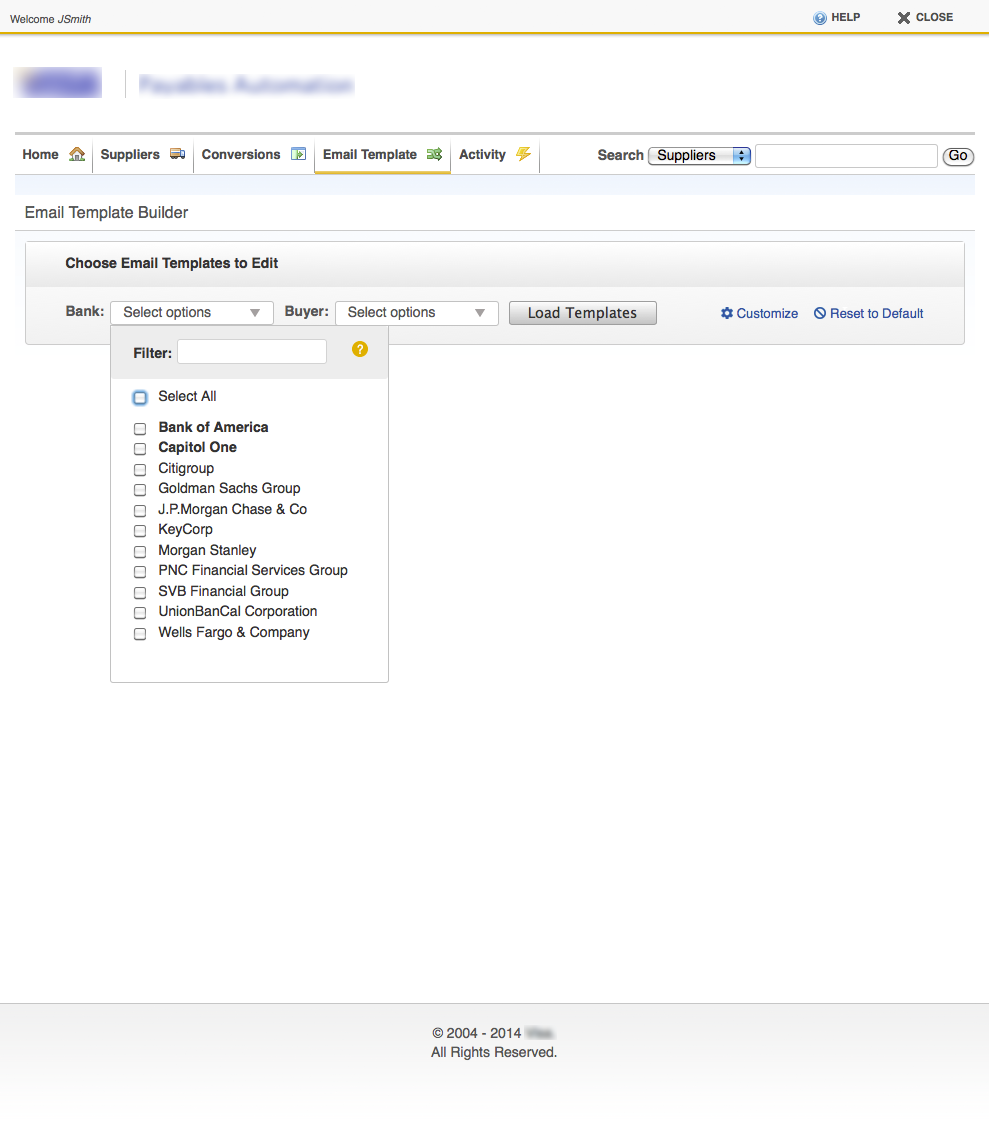 Welcome JSmith
HELP
CLOSE
Home
Suppliers
Conversions
Email Template
Activity
Search
Suppliers
Go
Email Template Builder
Choose Email Templates to Edit
Bank:
Select options
Buyer:
Select options
Load Templates
Customize
Reset to Default
Filter:
?
Select All
Bank of America
Capitol One
Citigroup
Goldman Sachs Group
J.P.Morgan Chase & Co
KeyCorp
Morgan Stanley
PNC Financial Services Group
SVB Financial Group
UnionBanCal Corporation
Wells Fargo & Company
© 2004 - 2014
All Rights Reserved.